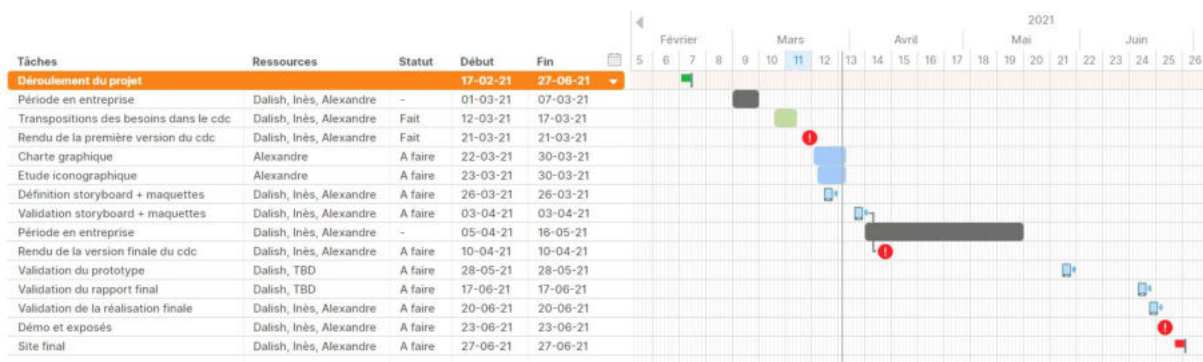 2021
Février Mars Avril Mai Juin
Tâches Ressources Statut Début Fin 5 6 7 8 9 10 11 12 13 14 15 16 17 18 19 20 21 22 23 24 25 26
Déroulement du projet 17-02-21 27-06-21
Période en entreprise Dalish, Inès, Alexandre - 01-03-21 07-03-21
Transpositions des besoins dans le cdc Dalish, Inès, Alexandre Fait 12-03-21 17-03-21
Rendu de la première version du cdc Dalish, Inès, Alexandre Fait 21-03-21 21-03-21
Charte graphique Alexandre A faire 22-03-21 30-03-21
Etude iconographique Alexandre A faire 23-03-21 30-03-21
Définition storyboard + maquettes Dalish, Inès, Alexandre A faire 26-03-21 26-03-21
Validation storyboard + maquettes Dalish, Inès, Alexandre A faire 03-04-21 03-04-21
Période en entreprise Dalish, Inès, Alexandre - 05-04-21 16-05-21
Rendu de la version finale du cdc Dalish, Inès, Alexandre A faire 10-04-21 10-04-21
Validation du prototype Dalish, TBD A faire 28-05-21 28-05-21
Validation du rapport final Dalish, TBD A faire 17-06-21 17-06-21
Validation de la réalisation finale Dalish, Inès, Alexandre A faire 20-06-21 20-06-21
Démo et exposés Dalish, Inès, Alexandre A faire 23-06-21 23-06-21
Site final Dalish, Inès, Alexandre A faire 27-06-21 27-06-21